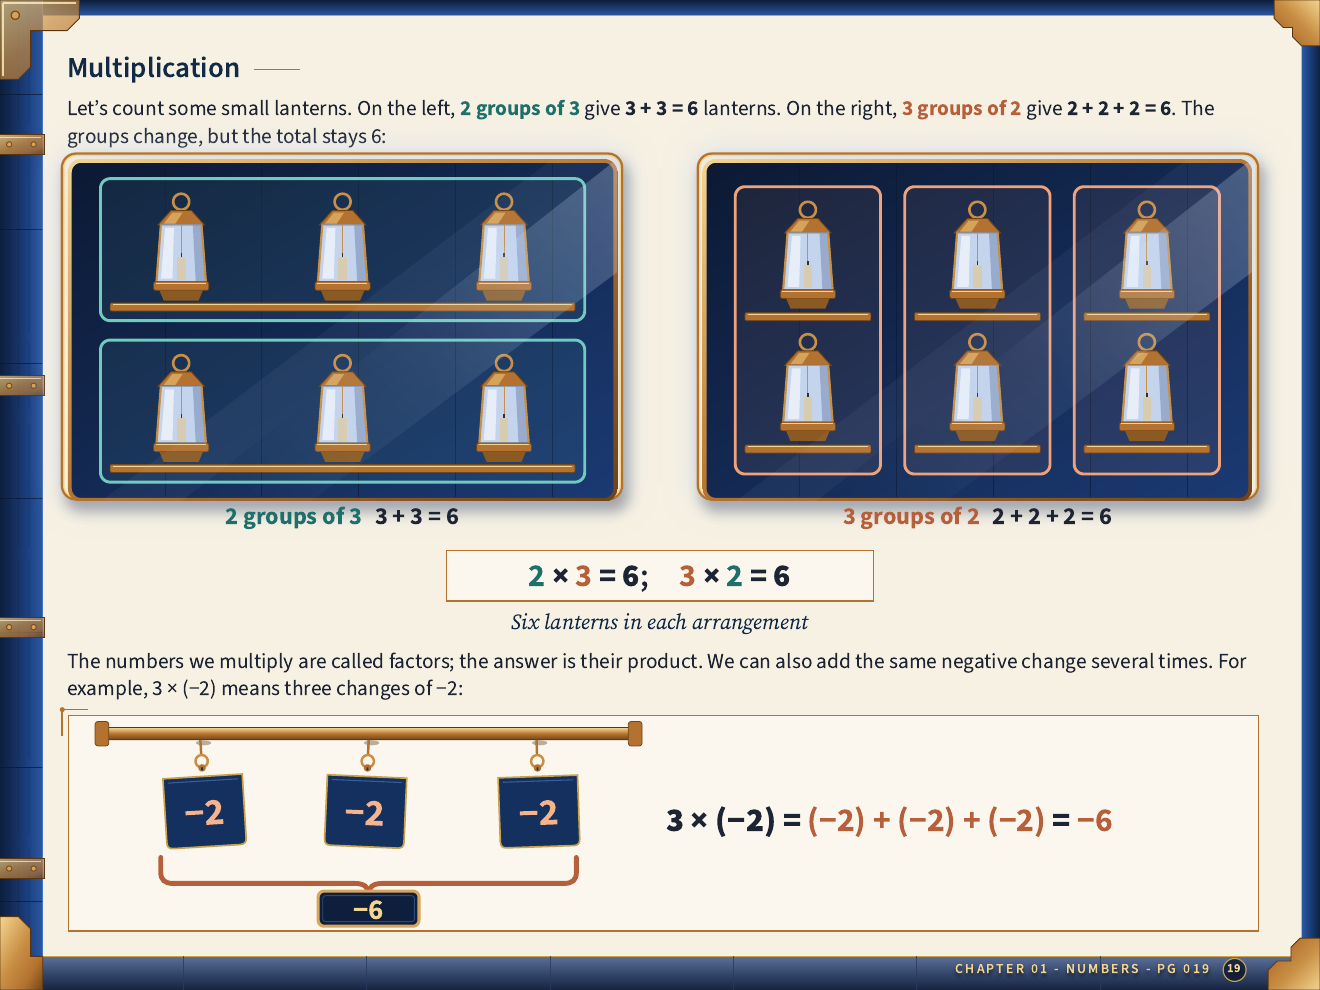 Multiplication
Let’s count some small lanterns. On the left, 2 groups of 3 give 3 + 3 = 6 lanterns. On the right, 3 groups of 2 give 2 + 2 + 2 = 6. The
groups change, but the total stays 6:
2 groups of 3 3 + 3 = 6
3 groups of 2 2 + 2 + 2 = 6
2 × 3 = 6; 3 × 2 = 6
Six lanterns in each arrangement
The numbers we multiply are called factors; the answer is their product. We can also add the same negative change several times. For
example, 3 × (−2) means three changes of −2:
−2
−2
−2
−6
3 × (−2) = (−2) + (−2) + (−2) = −6
CHAPTER 01 - NUMBERS - PG 019 19